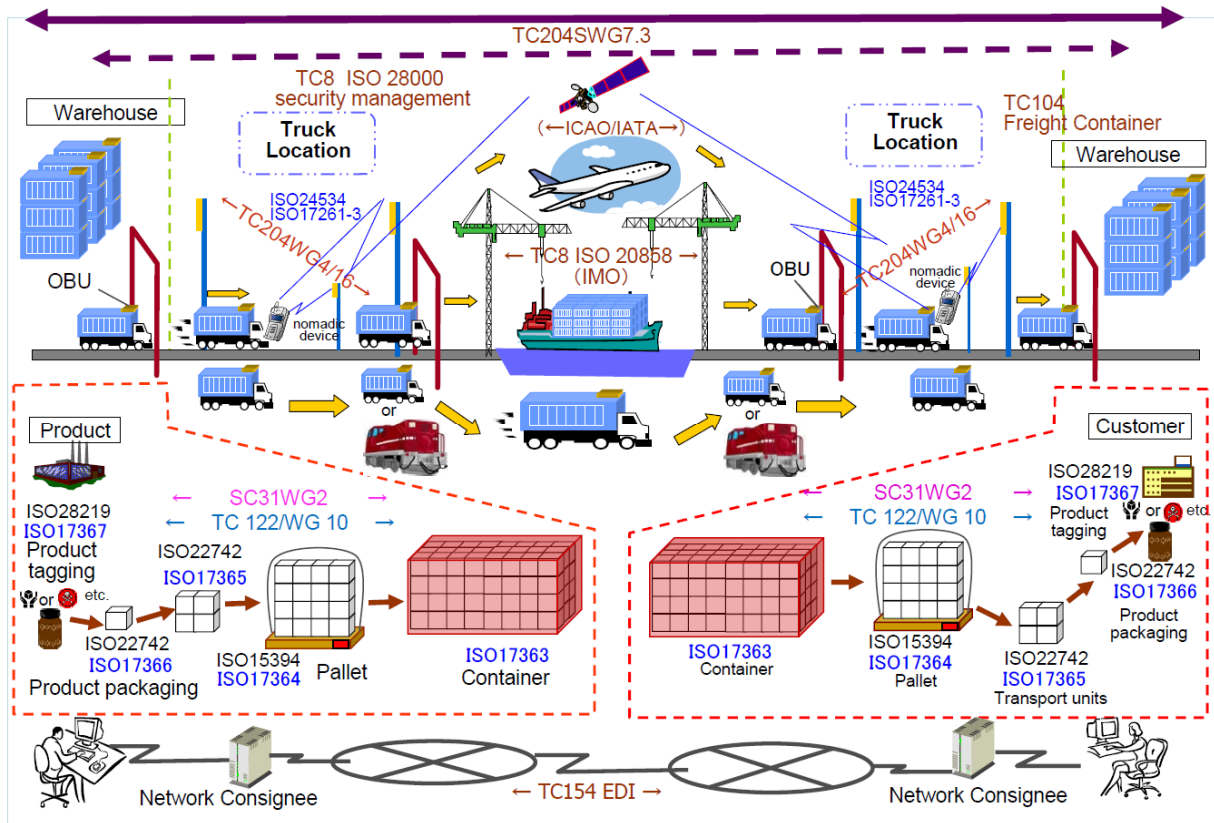 TC204SWG7.3
TC8 ISO 28000
security management
(←ICAO/IATA→)
TC104
Freight Container
Warehouse
Truck
Location
Truck
Location
Warehouse
ISO24534
ISO17261-3
←TC204WG4/16→
ISO24534
ISO17261-3
←TC204WG4/16→
← TC8 ISO 20858 →
(IMO)
OBU
nomadic
device
OBU
nomadic
device
or
or
Product
ISO28219
ISO17367
Product
tagging
or etc.
← SC31WG2 →
← TC 122/WG 10 →
ISO22742
ISO17365
ISO22742
ISO17366
Product packaging
ISO15394
ISO17364
Pallet
ISO17363
Container
Customer
← SC31WG2 →
← TC 122/WG 10 →
ISO28219
ISO17367
Product
tagging
or etc.
ISO17363
Container
ISO15394
ISO17364
Pallet
ISO22742
ISO17365
Transport units
ISO22742
ISO17366
Product
packaging
Network Consignee
← TC154 EDI →
Network Consignee